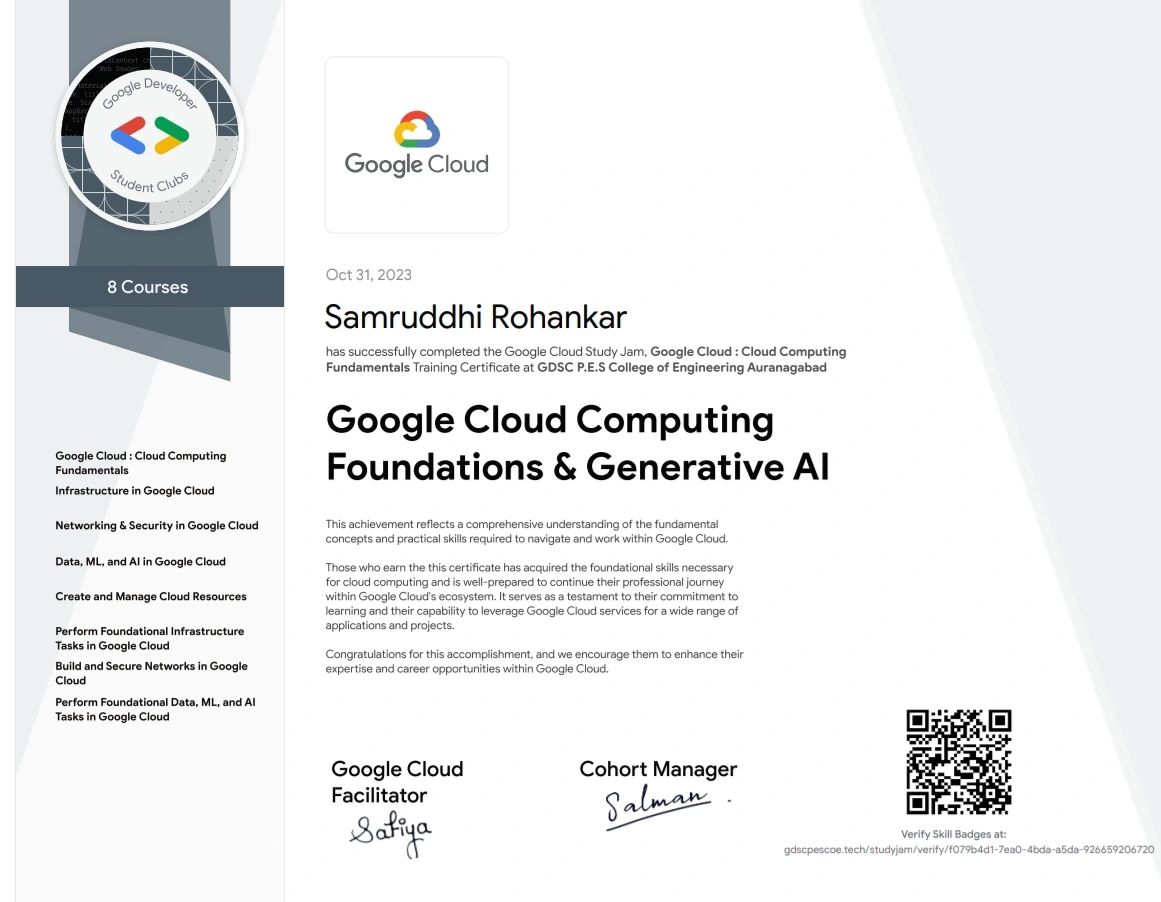 Google Developer
Student Clubs
8 Courses
Google Cloud : Cloud Computing
Fundamentals
Infrastructure in Google Cloud
Networking & Security in Google Cloud
Data, ML, and AI in Google Cloud
Create and Manage Cloud Resources
Perform Foundational Infrastructure
Tasks in Google Cloud
Build and Secure Networks in Google
Cloud
Perform Foundational Data, ML, and AI
Tasks in Google Cloud
Google Cloud
Oct 31, 2023
Samruddhi Rohankar
has successfully completed the Google Cloud Study Jam, Google Cloud : Cloud Computing
Fundamentals Training Certificate at GDSC P.E.S College of Engineering Auranagabad
Google Cloud Computing
Foundations & Generative AI
This achievement reflects a comprehensive understanding of the fundamental
concepts and practical skills required to navigate and work within Google Cloud.
Those who earn the this certificate has acquired the foundational skills necessary
for cloud computing and is well-prepared to continue their professional journey
within Google Cloud's ecosystem. It serves as a testament to their commitment to
learning and their capability to leverage Google Cloud services for a wide range of
applications and projects.
Congratulations for this accomplishment, and we encourage them to enhance their
expertise and career opportunities within Google Cloud.
Google Cloud
Facilitator
Safiya
Cohort Manager
Salman
Verify Skill Badges at:
gdscpescoe.tech/studyjam/verify/f079b4d1-7ea0-4bda-a5da-926659206720